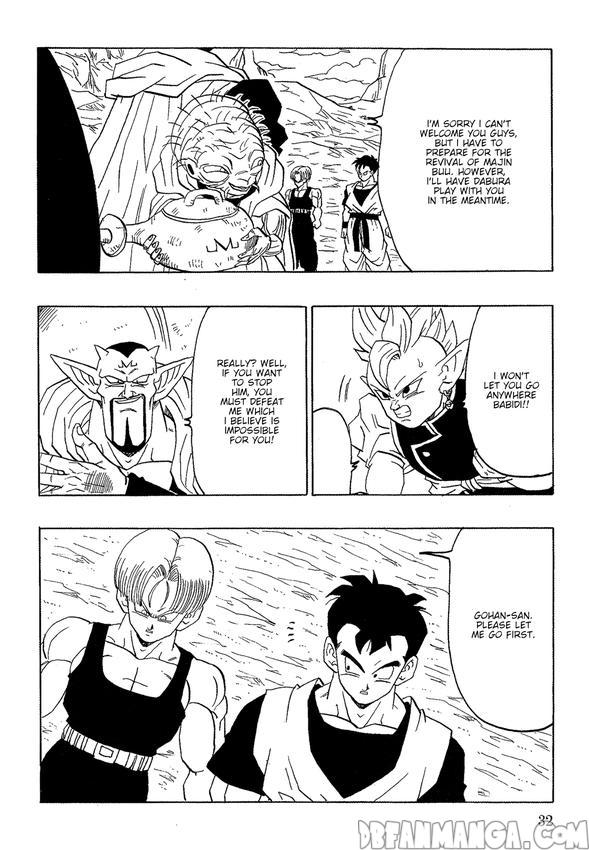 I'M SORRY I CAN'T
WELCOME YOU GUYS,
BUT I HAVE TO
PREPARE FOR THE
REVIVAL OF MAJIN
BUU. HOWEVER,
I'LL HAVE DABURA
PLAY WITH YOU
IN THE MEANTIME.
M
I WON'T
LET YOU GO
ANYWHERE
BABIDI!!
REALLY? WELL,
IF YOU WANT
TO STOP
HIM, YOU
MUST DEFEAT
ME WHICH
I BELIEVE IS
IMPOSSIBLE
FOR YOU!
M
GOHAN-SAN.
PLEASE LET
ME GO FIRST.
32
DBFANMANGA.COM